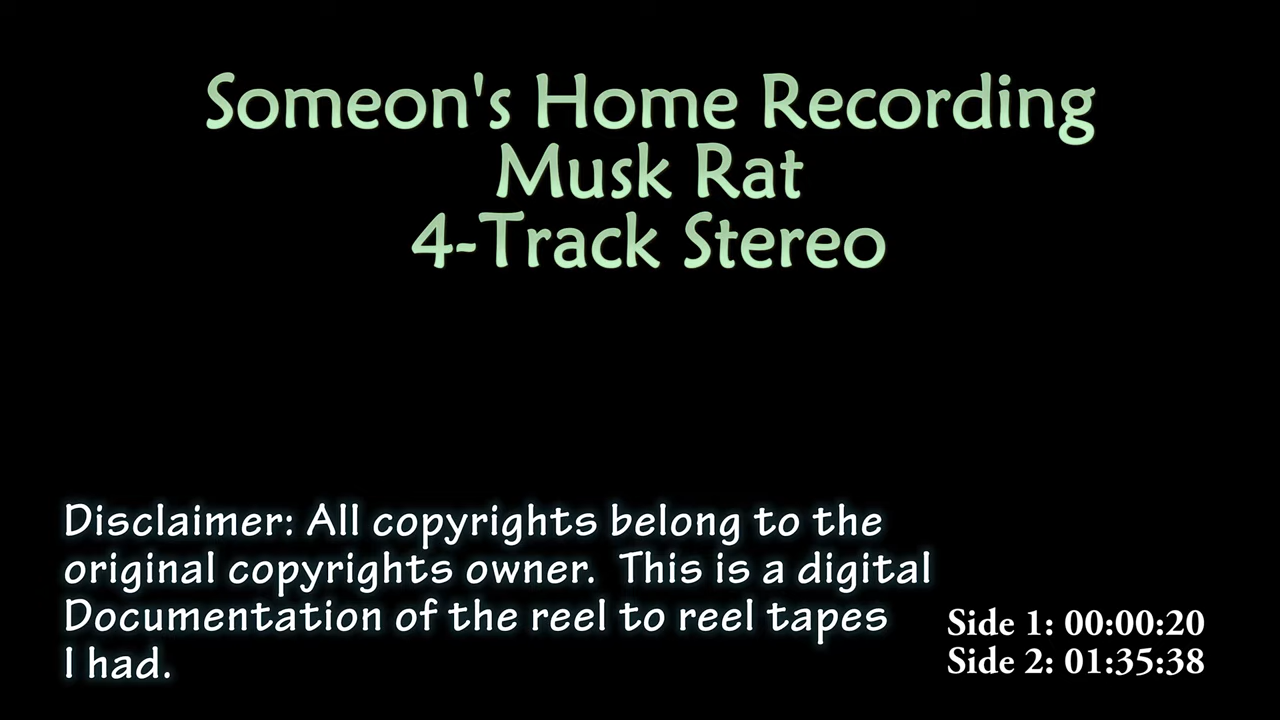 Someon's Home Recording
Musk Rat
4-Track Stereo
Disclaimer: All copyrights belong to the
original copyrights owner.  This is a digital
Documentation of the reel to reel tapes
I had.
Side 1: 00:00:20
Side 2: 01:35:38